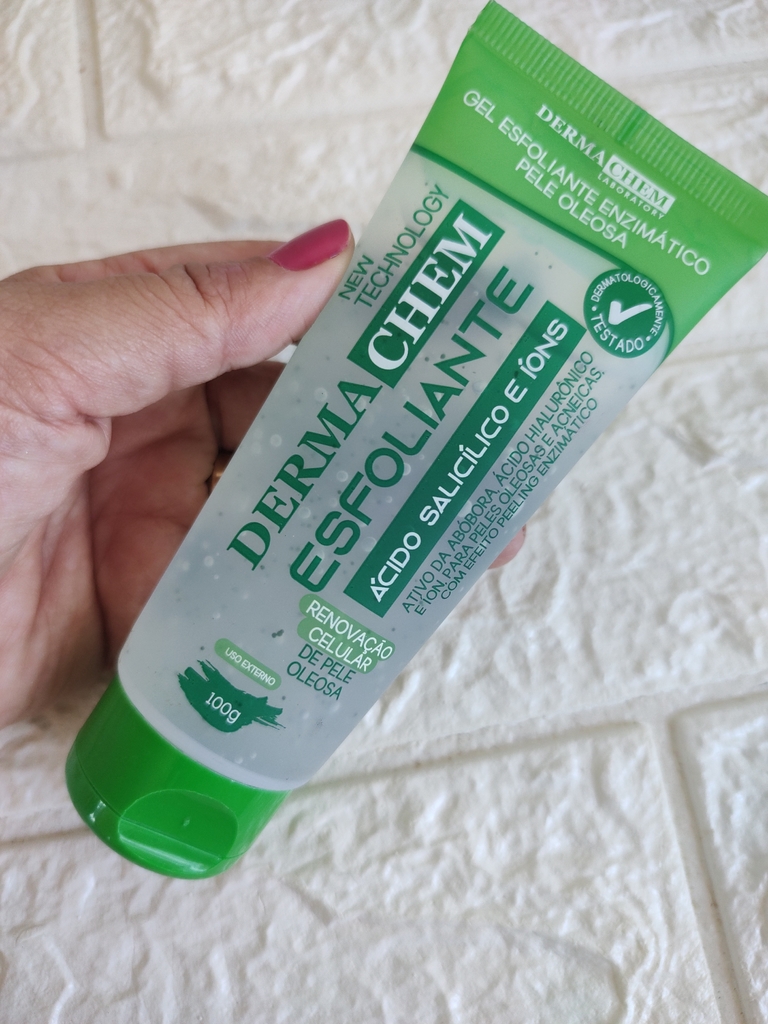 DERMA CHEM
LABORATORY
GEL ESFOLIANTE ENZIMÁTICO
PELE OLEOSA
DERMATOLOGICAMENTE
TESTADO
NEW
TECHNOLOGY
DERMA CHEM
ESFOLIANTE
ÁCIDO SALICÍLICO E ÍONS
ATIVO DA ABÓBORA, ÁCIDO HIALURÔNICO
E ÍON, PARA PELES OLEOSAS E ACNEICAS.
COM EFEITO PEELING ENZIMÁTICO
RENOVAÇÃO
CELULAR
DE PELE
OLEOSA
USO EXTERNO
100g